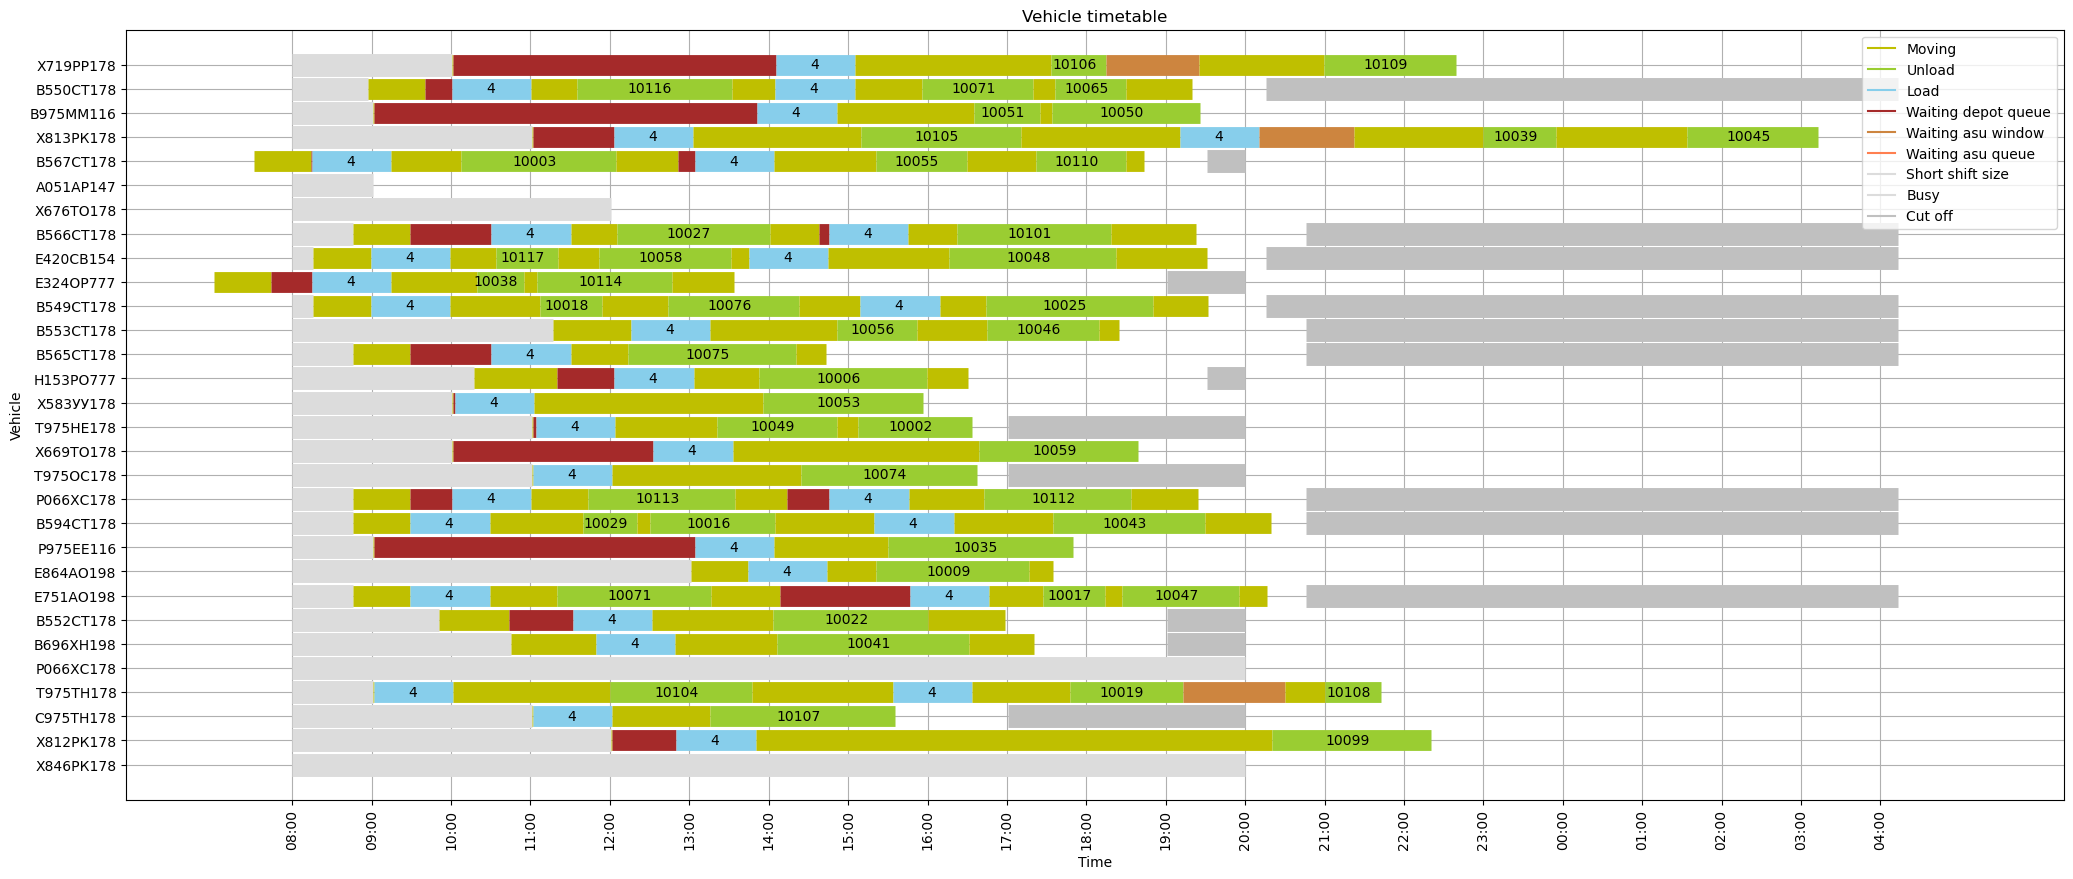 Vehicle timetable
X719PP178
4
10106
10109
B550CT178
4
10116
4
10071
10065
B975MM116
4
10051
10050
X813PK178
4
10105
4
10039
10045
B567CT178
4
10003
4
10055
10110
A051AP147
X676TO178
B566CT178
4
10027
4
10101
E420CB154
4
10117
10058
4
10048
E324OP777
4
10038
10114
B549CT178
4
10018
10076
4
10025
B553CT178
4
10056
10046
B565CT178
4
10075
H153PO777
4
10006
X583УУ178
4
10053
T975HE178
4
10049
10002
X669TO178
4
10059
T975OC178
4
10074
P066XC178
4
10113
4
10112
B594CT178
4
10029
10016
4
10043
P975EE116
4
10035
E864AO198
4
10009
E751AO198
4
10071
4
10017
10047
B552CT178
4
10022
B696XH198
4
10041
P066XC178
T975TH178
4
10104
4
10019
10108
C975TH178
4
10107
X812PK178
4
10099
X846PK178
Moving
Unload
Load
Waiting depot queue
Waiting asu window
Waiting asu queue
Short shift size
Busy
Cut off
Vehicle
08:00
09:00
10:00
11:00
12:00
13:00
14:00
15:00
16:00
17:00
18:00
19:00
20:00
21:00
22:00
23:00
00:00
01:00
02:00
03:00
04:00
Time